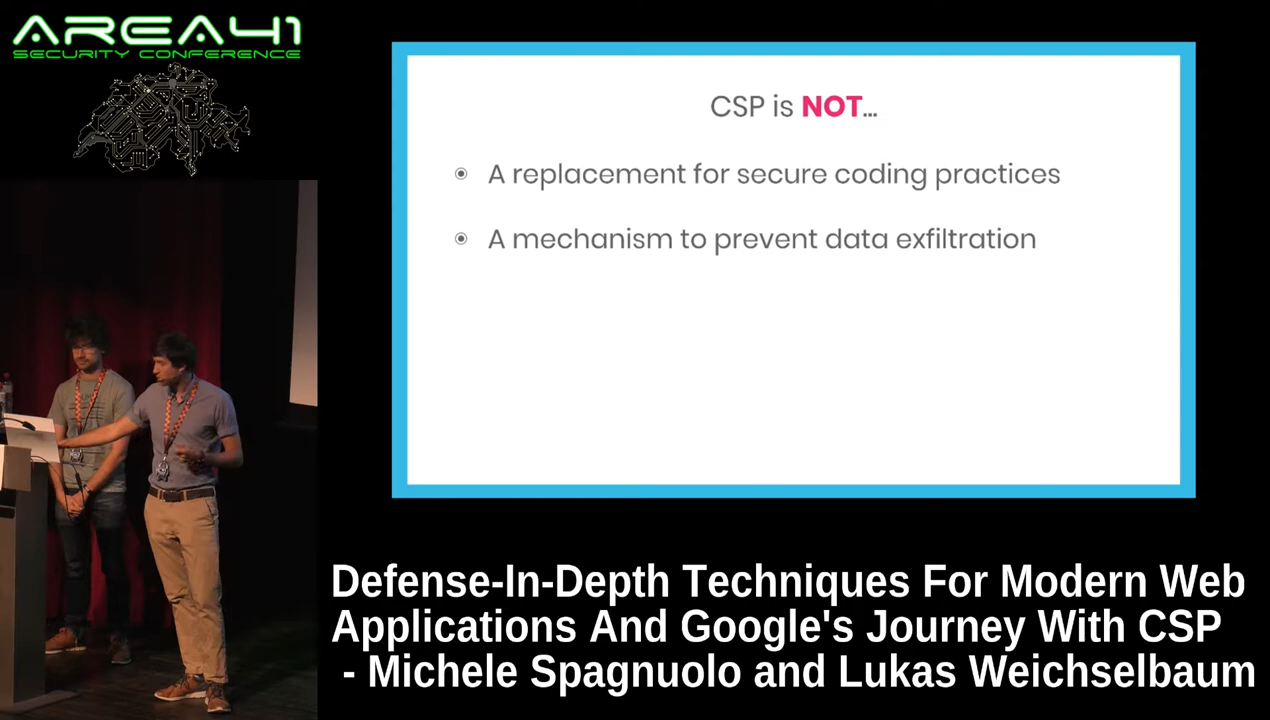 AREA41
SECURITY CONFERENCE
CSP is NOT...
A replacement for secure coding practices
A mechanism to prevent data exfiltration
Defense-In-Depth Techniques For Modern Web
Applications And Google's Journey With CSP
- Michele Spagnuolo and Lukas Weichselbaum